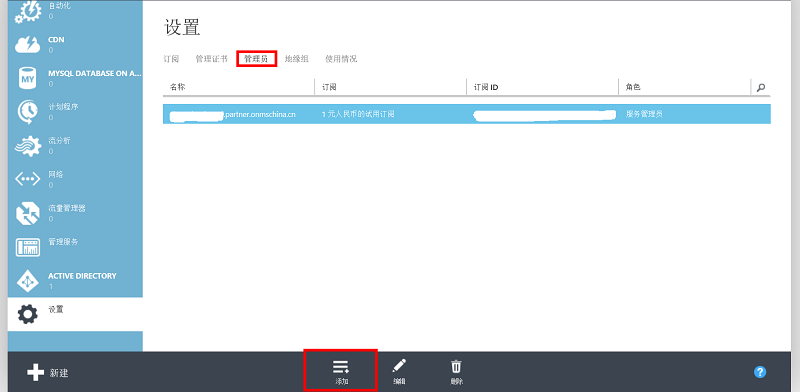 自动化
0
CDN
0
MYSQL DATABASE ON A...
0
计划程序
0
流分析
0
网络
0
流量管理器
0
管理服务
ACTIVE DIRECTORY
1
设置
设置
订阅 管理证书 管理员 地缘组 使用情况
名称 订阅 订阅 ID 角色
.partner.onmschina.cn 1 元人民币的试用订阅 服务管理员
新建 添加 编辑 删除 ?